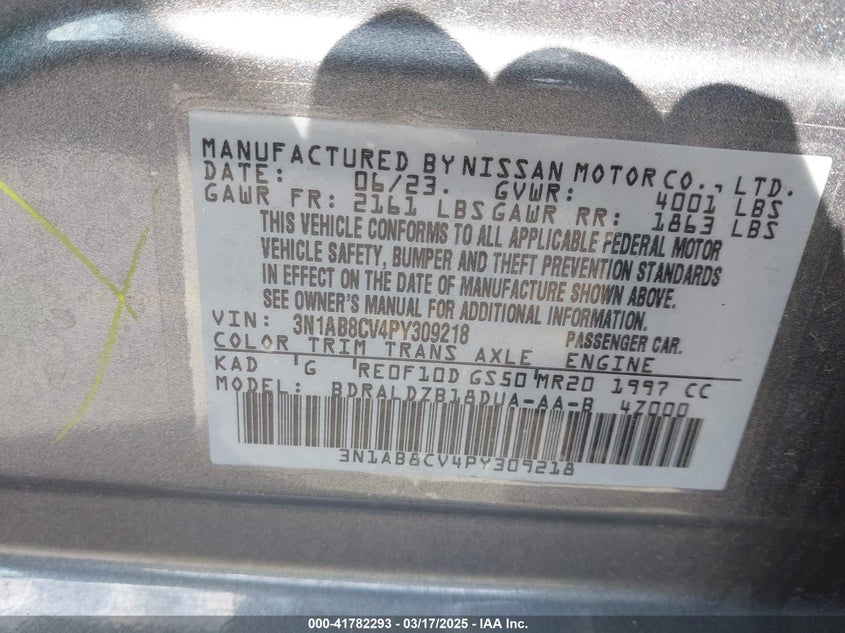 MANUFACTURED BY NISSAN MOTOR CO., LTD.
DATE: 06/23. GVWR: 4001 LBS
GAWR FR: 2161 LBS GAWR RR: 1863 LBS
THIS VEHICLE CONFORMS TO ALL APPLICABLE FEDERAL MOTOR
VEHICLE SAFETY, BUMPER AND THEFT PREVENTION STANDARDS
IN EFFECT ON THE DATE OF MANUFACTURE SHOWN ABOVE.
SEE OWNER'S MANUAL FOR ADDITIONAL INFORMATION.
VIN: 3N1AB8CV4PY309218 PASSENGER CAR.
COLOR TRIM TRANS AXLE ENGINE
KAD G RE0F10D GS50 MR20 1997 CC
MODEL: BDRALDZB18DUA-AA-B 4Z000
3N1AB8CV4PY309218
000-41782293 - 03/17/2025 - IAA